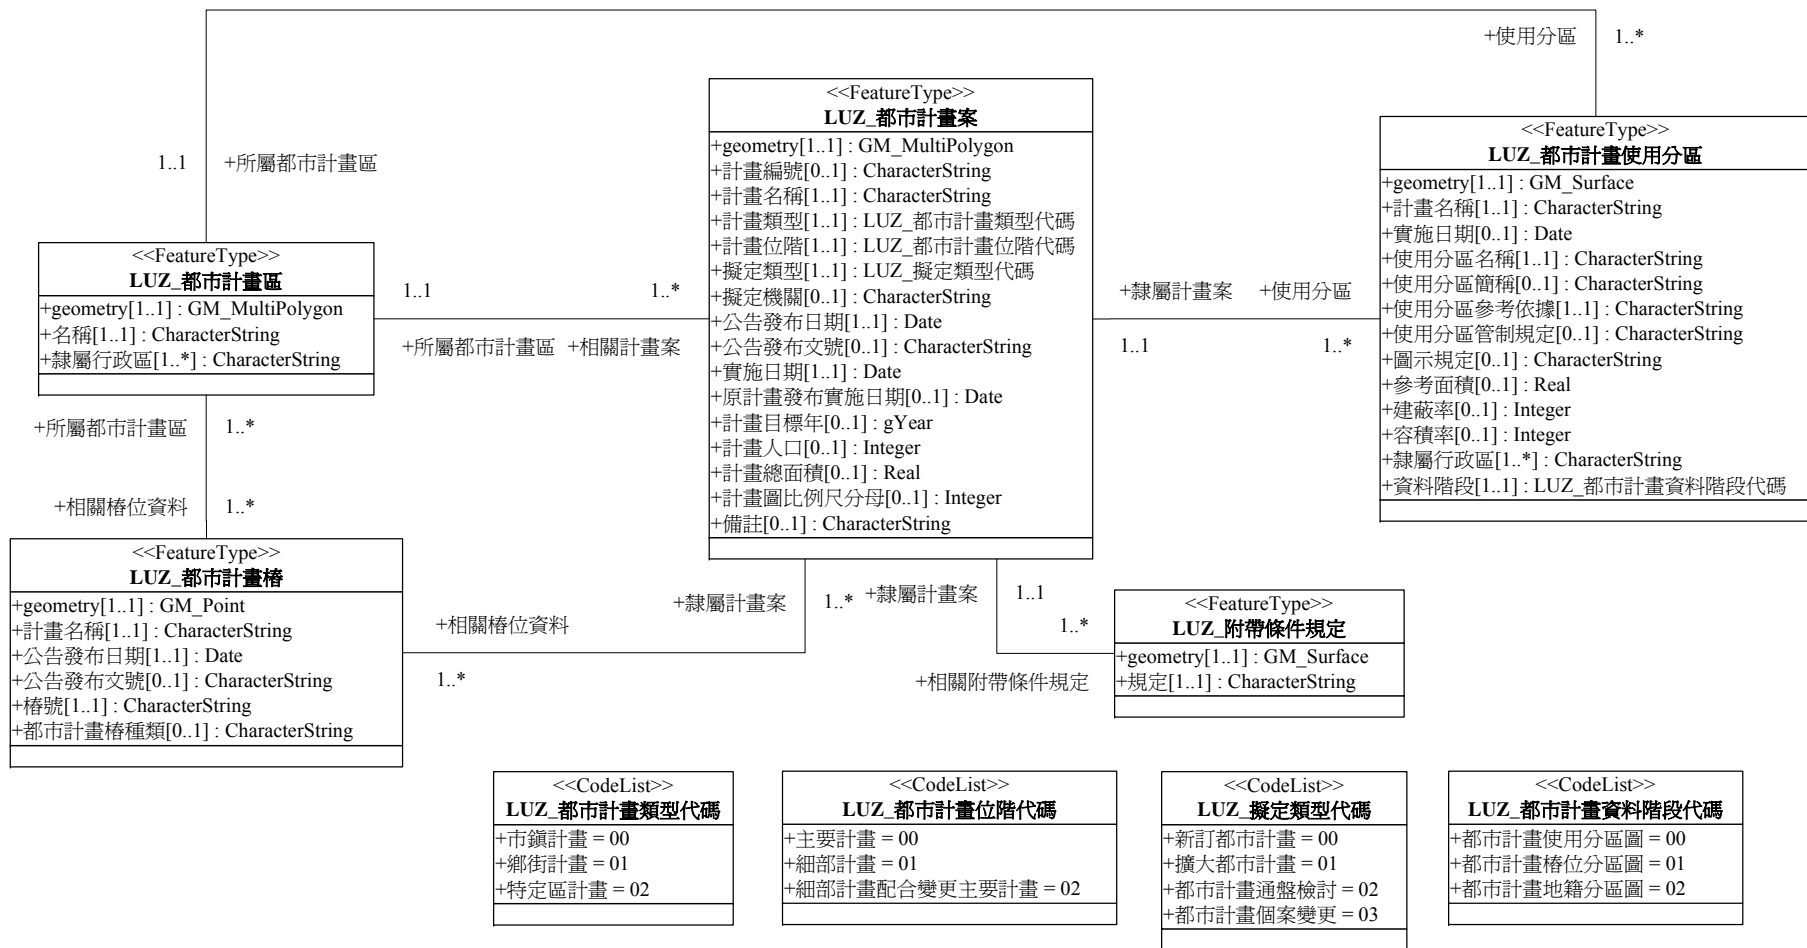 +使用分區
1..*
<<FeatureType>>
LUZ_都市計畫案
+geometry[1..1] : GM_MultiPolygon
+計畫編號[0..1] : CharacterString
+計畫名稱[1..1] : CharacterString
+計畫類型[1..1] : LUZ_都市計畫類型代碼
+計畫位階[1..1] : LUZ_都市計畫位階代碼
+擬定類型[1..1] : LUZ_擬定類型代碼
+擬定機關[0..1] : CharacterString
+公告發布日期[1..1] : Date
+公告發布文號[0..1] : CharacterString
+實施日期[1..1] : Date
+原計畫發布實施日期[0..1] : Date
+計畫目標年[0..1] : gYear
+計畫人口[0..1] : Integer
+計畫總面積[0..1] : Real
+計畫圖比例尺分母[0..1] : Integer
+備註[0..1] : CharacterString
<<FeatureType>>
LUZ_都市計畫使用分區
+geometry[1..1] : GM_Surface
+計畫名稱[1..1] : CharacterString
+實施日期[0..1] : Date
+使用分區名稱[1..1] : CharacterString
+使用分區簡稱[0..1] : CharacterString
+使用分區參考依據[1..1] : CharacterString
+使用分區管制規定[0..1] : CharacterString
+圖示規定[0..1] : CharacterString
+參考面積[0..1] : Real
+建蔽率[0..1] : Integer
+容積率[0..1] : Integer
+隸屬行政區[1..*] : CharacterString
+資料階段[1..1] : LUZ_都市計畫資料階段代碼
1..1
+所屬都市計畫區
<<FeatureType>>
LUZ_都市計畫區
+geometry[1..1] : GM_MultiPolygon
+名稱[1..1] : CharacterString
+隸屬行政區[1..*] : CharacterString
1..1
1..*
+所屬都市計畫區
+相關計畫案
+隸屬計畫案
+使用分區
1..1
1..*
+所屬都市計畫區
1..*
+相關樁位資料
1..*
<<FeatureType>>
LUZ_都市計畫樁
+geometry[1..1] : GM_Point
+計畫名稱[1..1] : CharacterString
+公告發布日期[1..1] : Date
+公告發布文號[0..1] : CharacterString
+樁號[1..1] : CharacterString
+都市計畫樁種類[0..1] : CharacterString
+隸屬計畫案
1..*
+相關樁位資料
1..*
+隸屬計畫案
1..1
1..*
+相關附帶條件規定
<<FeatureType>>
LUZ_附帶條件規定
+geometry[1..1] : GM_Surface
+規定[1..1] : CharacterString
<<CodeList>>
LUZ_都市計畫類型代碼
+市鎮計畫 = 00
+鄉街計畫 = 01
+特定區計畫 = 02
<<CodeList>>
LUZ_都市計畫位階代碼
+主要計畫 = 00
+細部計畫 = 01
+細部計畫配合變更主要計畫 = 02
<<CodeList>>
LUZ_擬定類型代碼
+新訂都市計畫 = 00
+擴大都市計畫 = 01
+都市計畫通盤檢討 = 02
+都市計畫個案變更 = 03
<<CodeList>>
LUZ_都市計畫資料階段代碼
+都市計畫使用分區圖 = 00
+都市計畫樁位分區圖 = 01
+都市計畫地籍分區圖 = 02